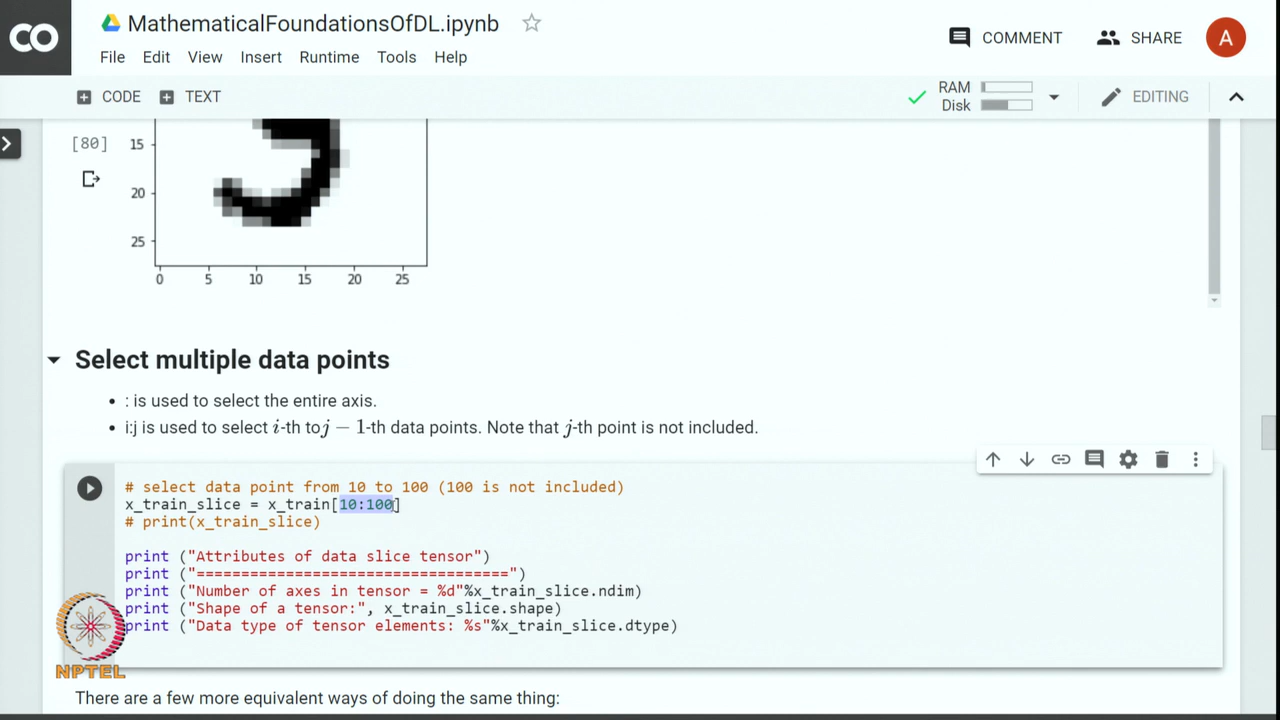 CO MathematicalFoundationsOfDL.ipynb
COMMENT SHARE A
File Edit View Insert Runtime Tools Help
CODE TEXT RAM Disk EDITING
[80] 15
20
25
0 5 10 15 20 25
Select multiple data points
• : is used to select the entire axis.
• i:j is used to select i-th to j − 1-th data points. Note that j-th point is not included.
# select data point from 10 to 100 (100 is not included)
x_train_slice = x_train[10:100]
# print(x_train_slice)
print ("Attributes of data slice tensor")
print ("===================================")
print ("Number of axes in tensor = %d"%x_train_slice.ndim)
print ("Shape of a tensor:", x_train_slice.shape)
print ("Data type of tensor elements: %s"%x_train_slice.dtype)
NPTEL
There are a few more equivalent ways of doing the same thing: